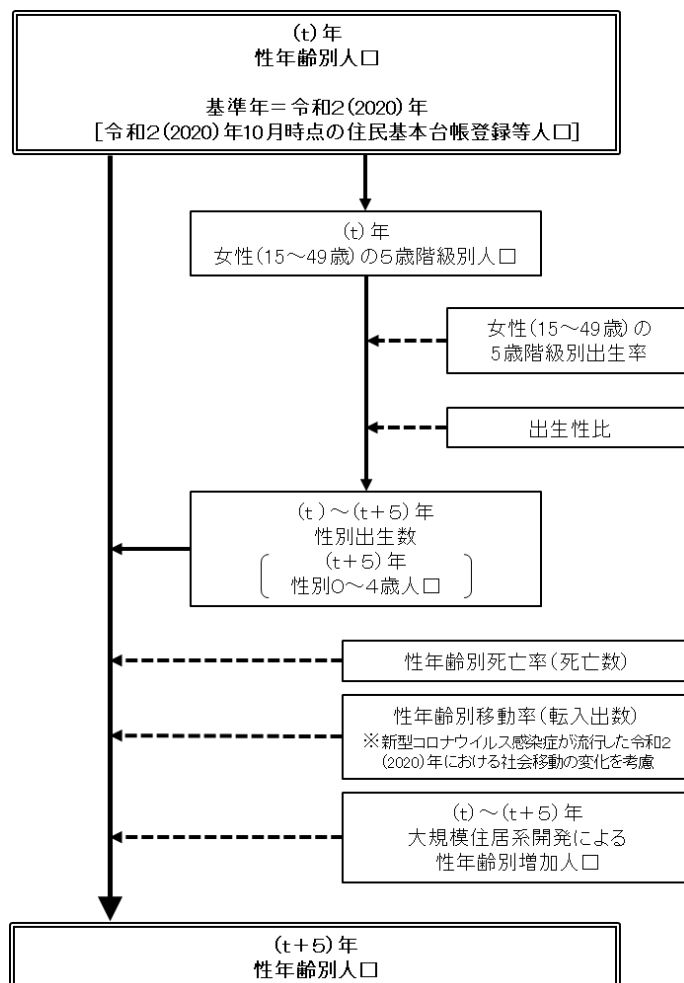 (t)年
性年齢別人口
基準年＝令和2(2020)年
[令和2(2020)年10月時点の住民基本台帳登録等人口]
(t)年
女性(15～49歳)の5歳階級別人口
女性(15～49歳)の
5歳階級別出生率
出生性比
(t)～(t+5)年
性別出生数
(t+5)年
性別0～4歳人口
性年齢別死亡率(死亡数)
性年齢別移動率(転入出数)
※新型コロナウイルス感染症が流行した令和2
(2020)年における社会移動の変化を考慮
(t)～(t+5)年
大規模住居系開発による
性年齢別増加人口
(t+5)年
性年齢別人口